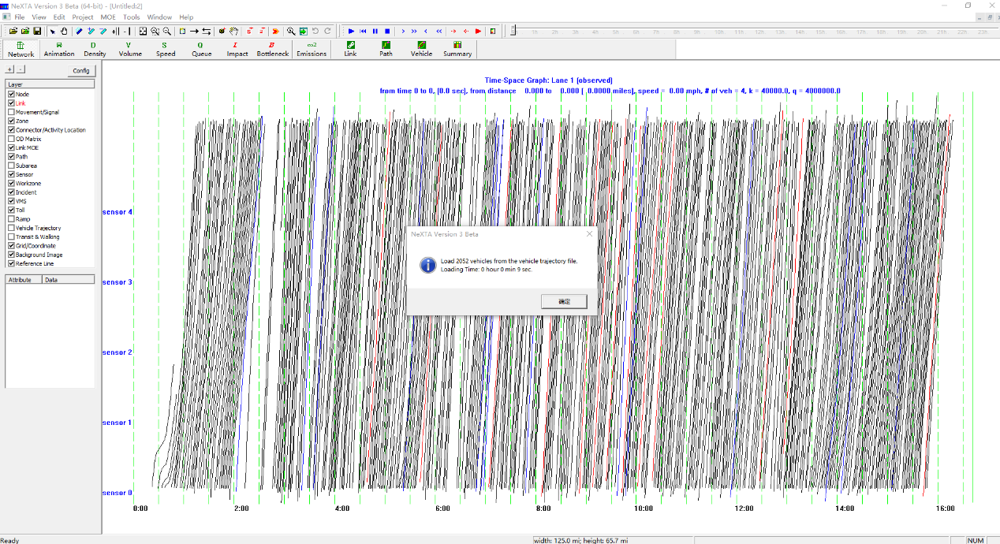 NeXTA Version 3 Beta (64-bit) - [Untitled:2]
File View Edit Project MOE Tools Window Help
1h 2h 3h 4h 5h 6h 7h 8h 9h 10h 11h 12h 13h 14h 15h 16h 17h 18h 19h 20h 21h 22h 23h
Network Animation Density Volume Speed Queue Impact Bottleneck Emissions Link Path Vehicle Summary
+ - Config
Layer
Node
Link
Movement/Signal
Zone
Connector/Activity Location
OD Matrix
Link MOE
Path
Subarea
Sensor
Workzone
Incident
VMS
Toll
Ramp
Vehicle Trajectory
Transit & Walking
Grid/Coordinate
Background Image
Reference Line
Attribute Data
Time-Space Graph: Lane 1 (observed)
from time 0 to 0, [0.0 sec], from distance 0.000 to 0.000 [ 0.0000 miles], speed = 0.00 mph, # of veh = 4, k = 40000.0, q = 4000000.0
sensor 4
sensor 3
sensor 2
sensor 1
sensor 0
0:00 2:00 4:00 6:00 8:00 10:00 12:00 14:00 16:00
NeXTA Version 3 Beta
Load 2052 vehicles from the vehicle trajectory file.
Loading Time: 0 hour 0 min 9 sec.
确定
Ready
width: 125.0 mi; height: 65.7 mi
NUM